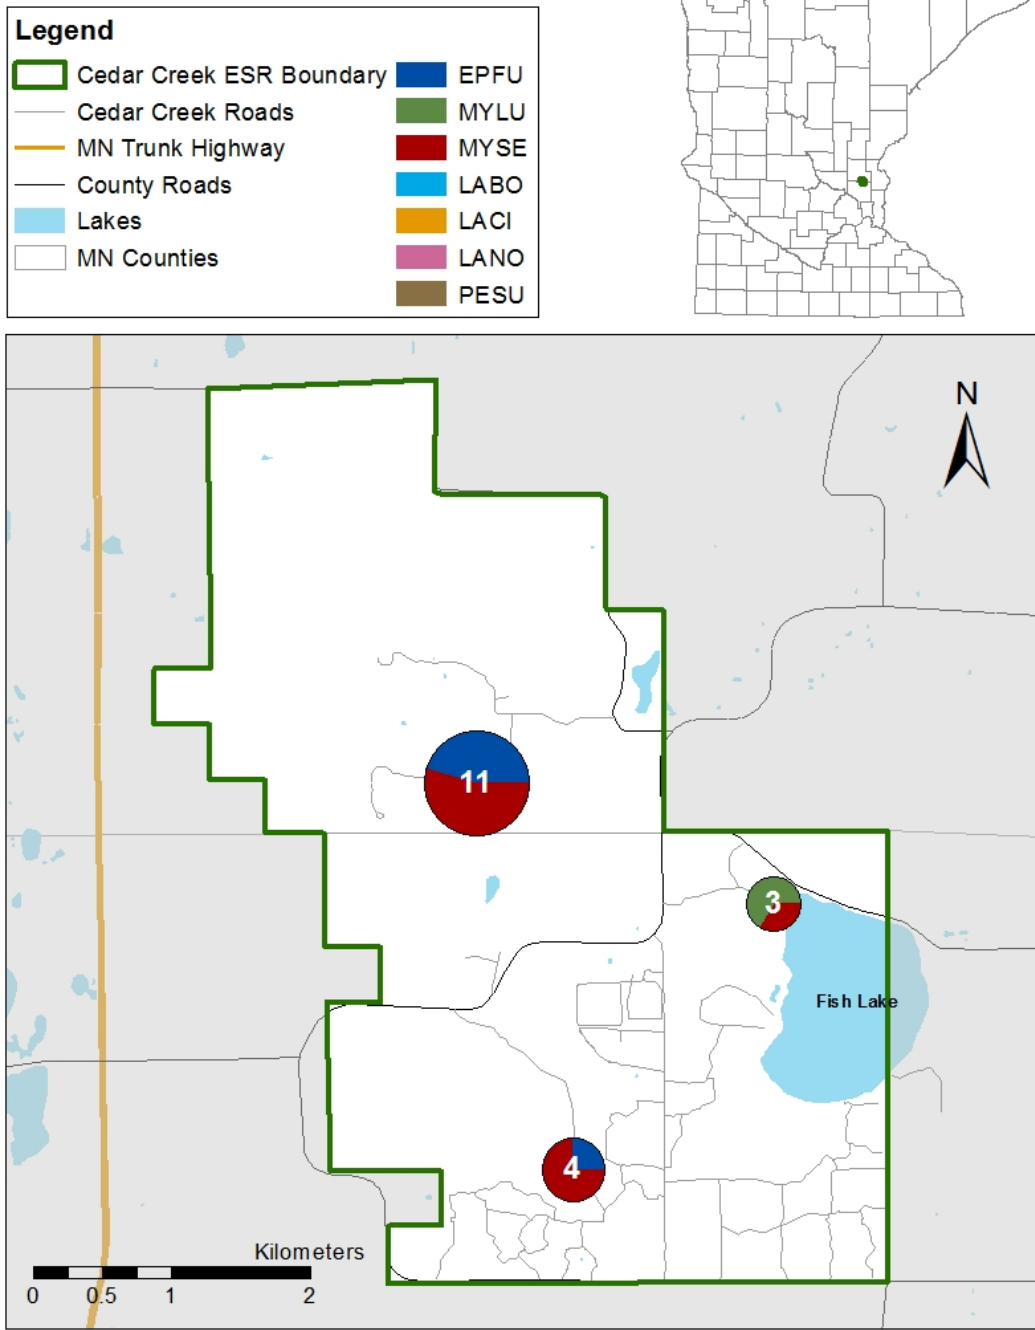 Legend
Cedar Creek ESR Boundary
Cedar Creek Roads
MN Trunk Highway
County Roads
Lakes
MN Counties
EPFU
MYLU
MYSE
LABO
LACI
LANO
PESU
N
11
3
Fish Lake
4
Kilometers
0 0.5 1 2